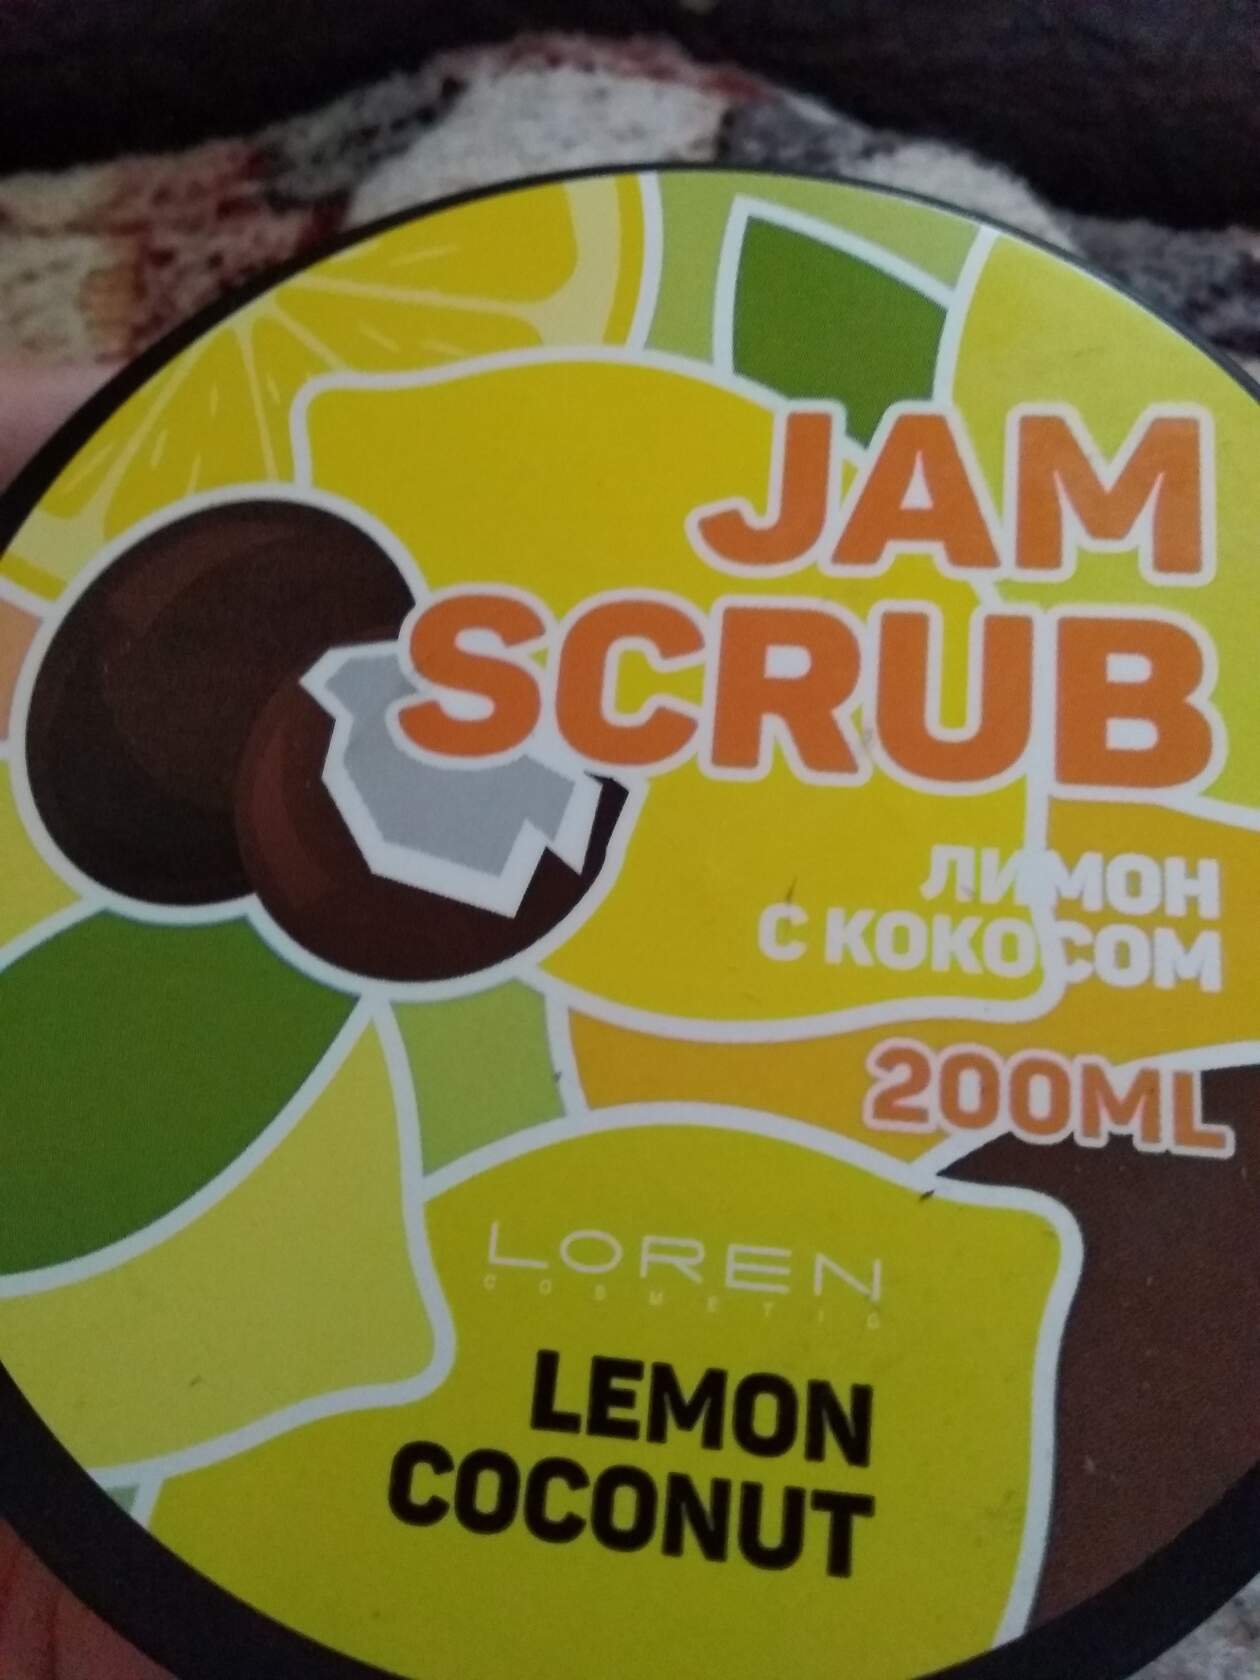 JAM
SCRUB
ЛИМОН
С КОКОСОМ
200ML
LOREN
COSMETIC
LEMON
COCONUT